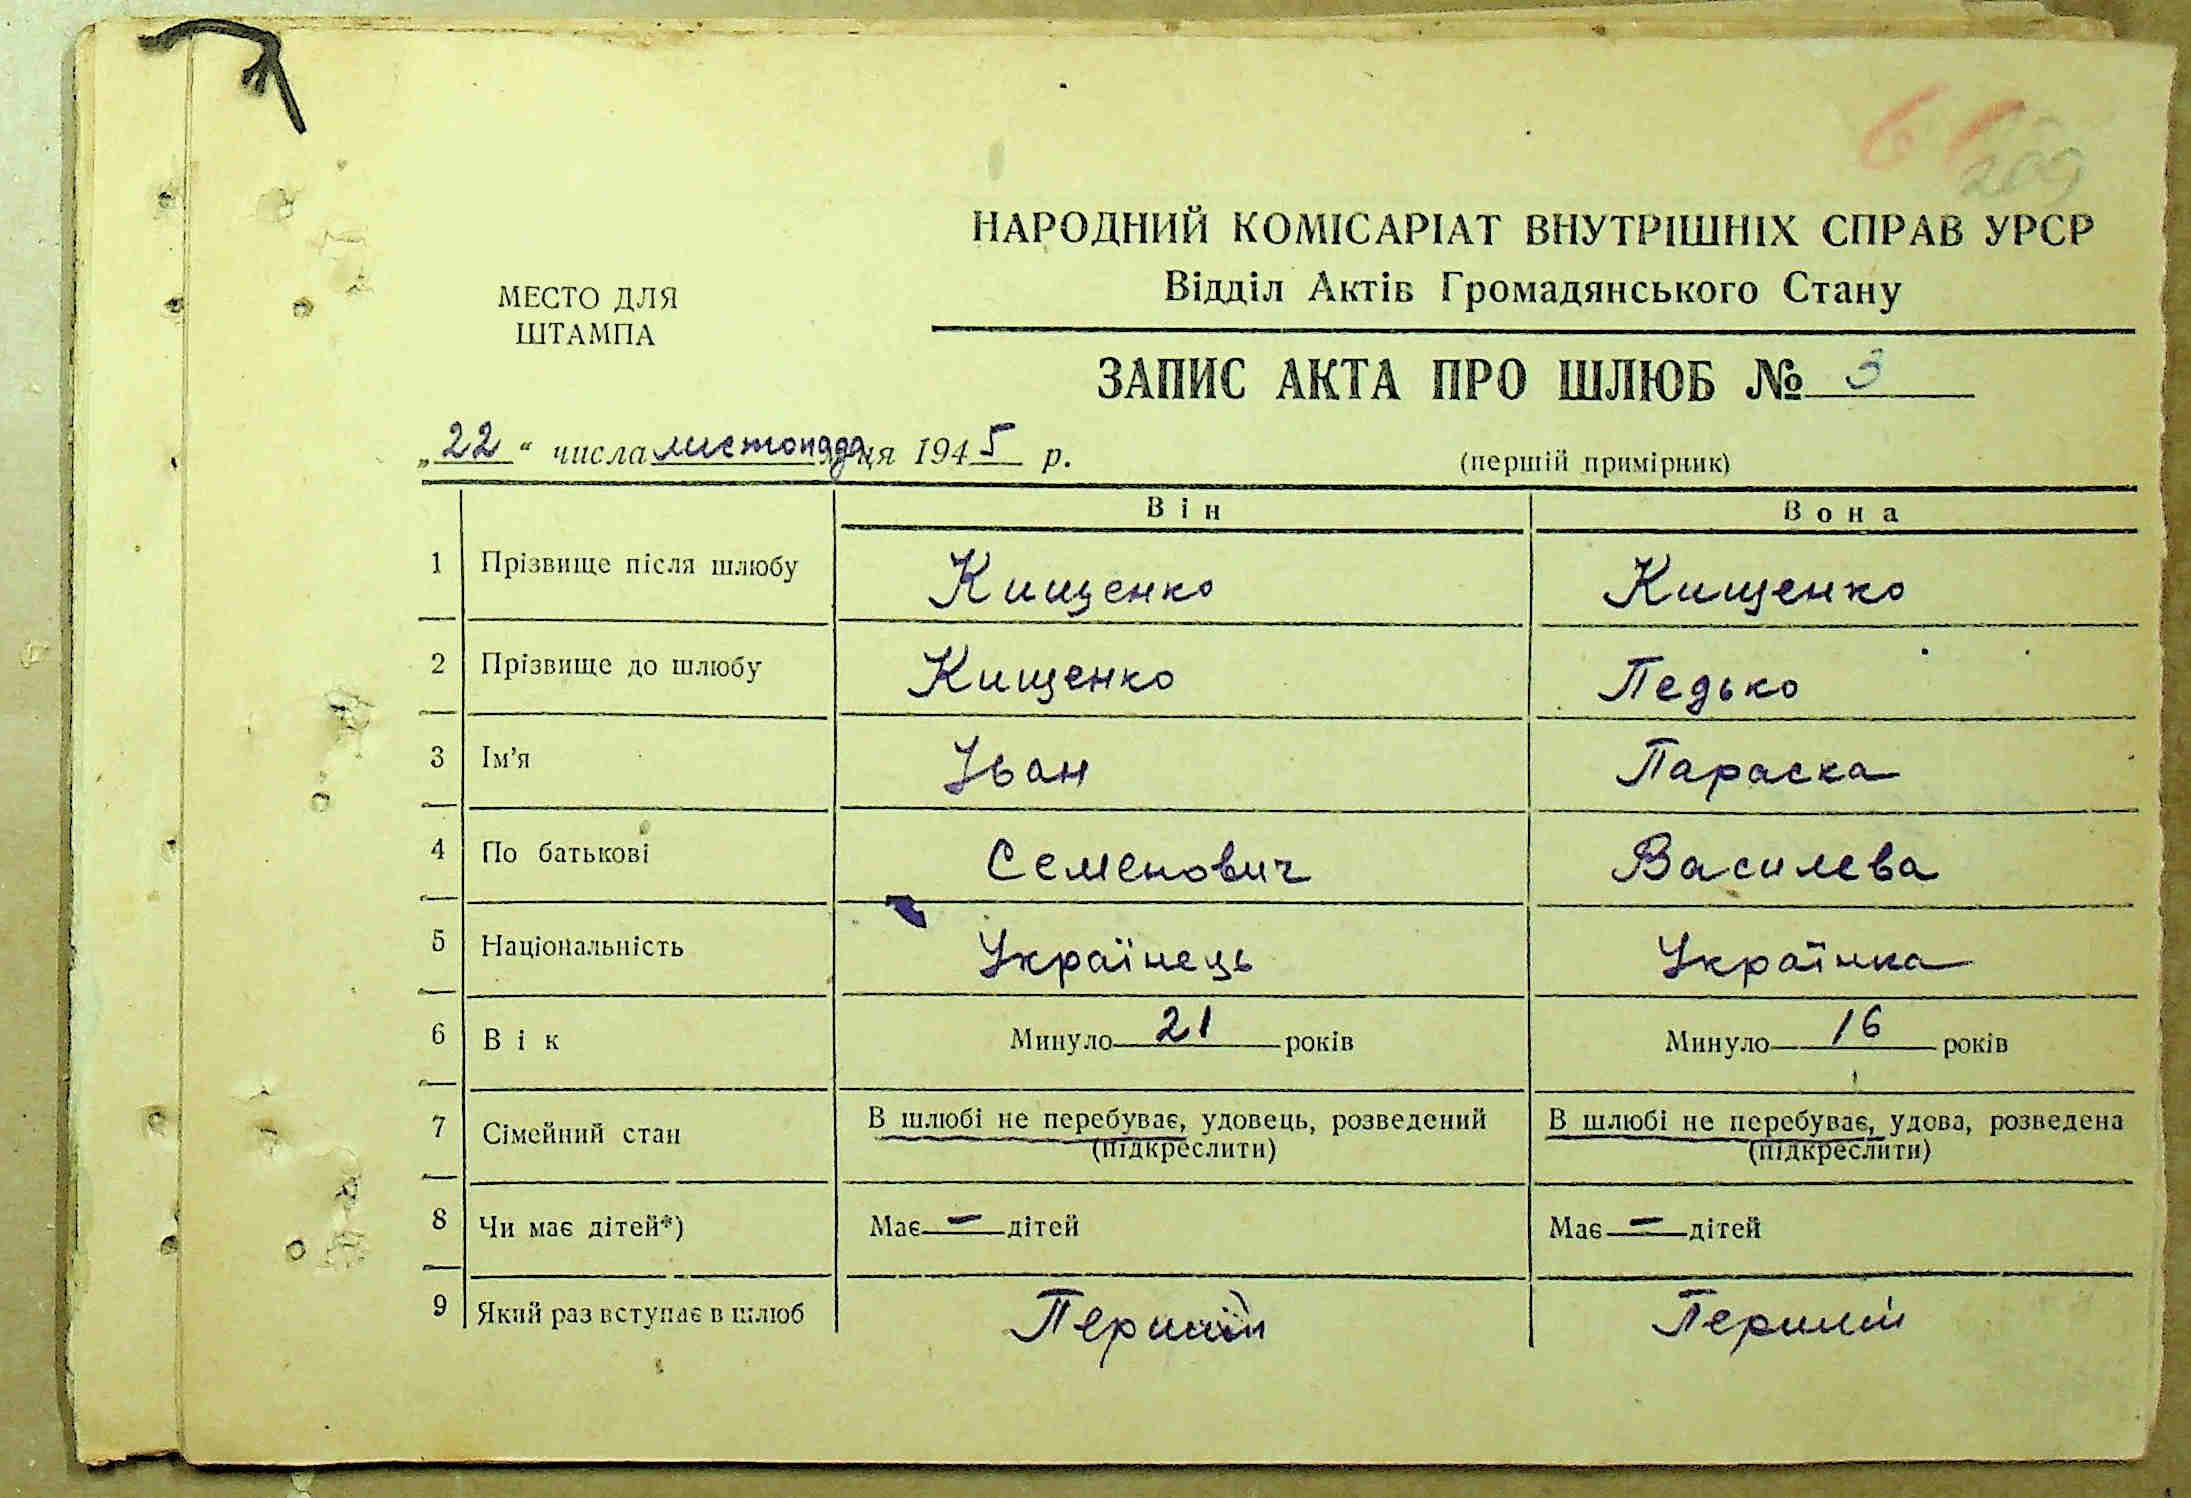 61
209
НАРОДНИЙ КОМІСАРІАТ ВНУТРІШНІХ СПРАВ УРСР
Відділ Актів Громадянського Стану
МЕСТО ДЛЯ
ШТАМПА
ЗАПИС АКТА ПРО ШЛЮБ № 3
„22“ числа листопада ця 1945 р.
(першій примірник)
Він Вона
1 Прізвище після шлюбу Кищенко Кищенко
2 Прізвище до шлюбу Кищенко Педько
3 Ім'я Іван Параска
4 По батькові Семенович Василева
5 Національність Українець Українка
6 Вік Минуло 21 років Минуло 16 років
7 Сімейний стан В шлюбі не перебуває, удовець, розведений В шлюбі не перебуває, удова, розведена
(підкреслити) (підкреслити)
8 Чи має дітей*) Має — дітей Має — дітей
9 Який раз вступає в шлюб Перший Перший